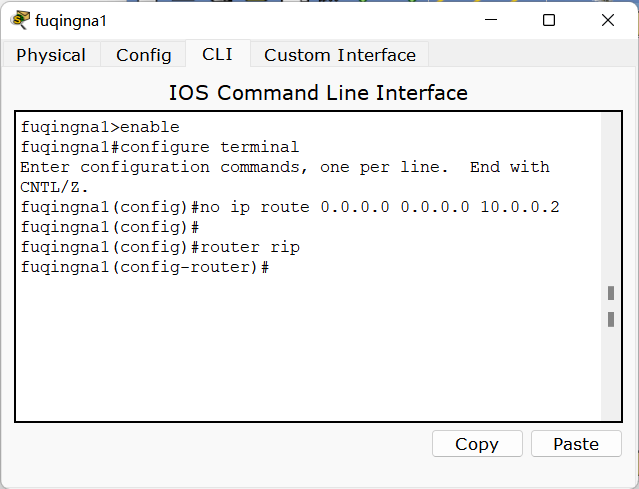 fuqingna1
Physical Config CLI Custom Interface
IOS Command Line Interface
fuqingna1>enable
fuqingna1#configure terminal
Enter configuration commands, one per line.  End with
CNTL/Z.
fuqingna1(config)#no ip route 0.0.0.0 0.0.0.0 10.0.0.2
fuqingna1(config)#
fuqingna1(config)#router rip
fuqingna1(config-router)#
Copy Paste